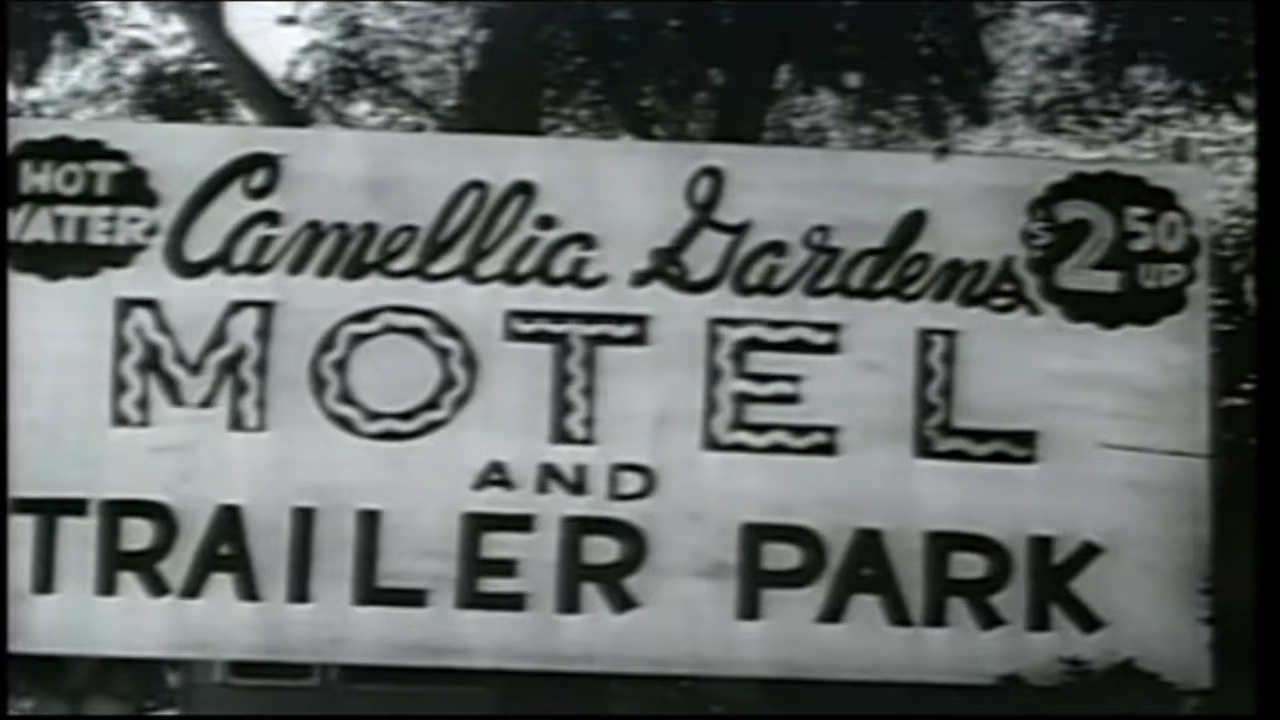 HOT
WATER
Camellia Gardens
$2 50
UP
MOTEL
AND
TRAILER PARK